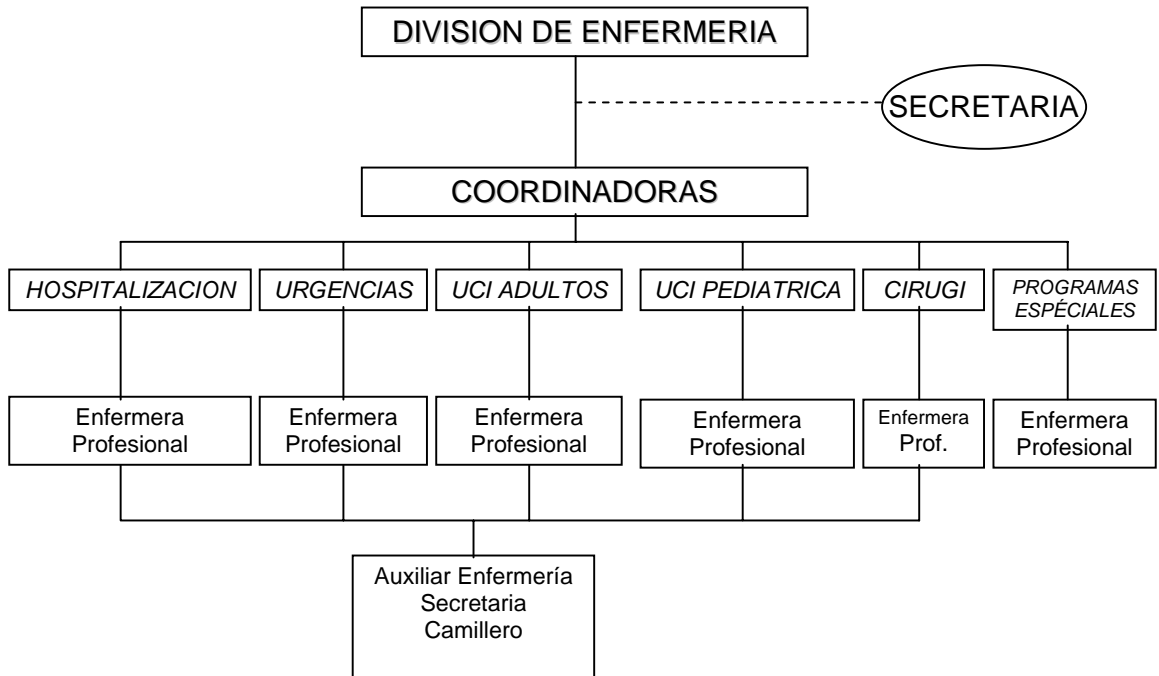 DIVISION DE ENFERMERIA
SECRETARIA
COORDINADORAS
HOSPITALIZACION
URGENCIAS
UCI ADULTOS
UCI PEDIATRICA
CIRUGI
PROGRAMAS
ESPÉCIALES
Enfermera
Profesional
Enfermera
Profesional
Enfermera
Profesional
Enfermera
Profesional
Enfermera
Prof.
Enfermera
Profesional
Auxiliar Enfermería
Secretaria
Camillero